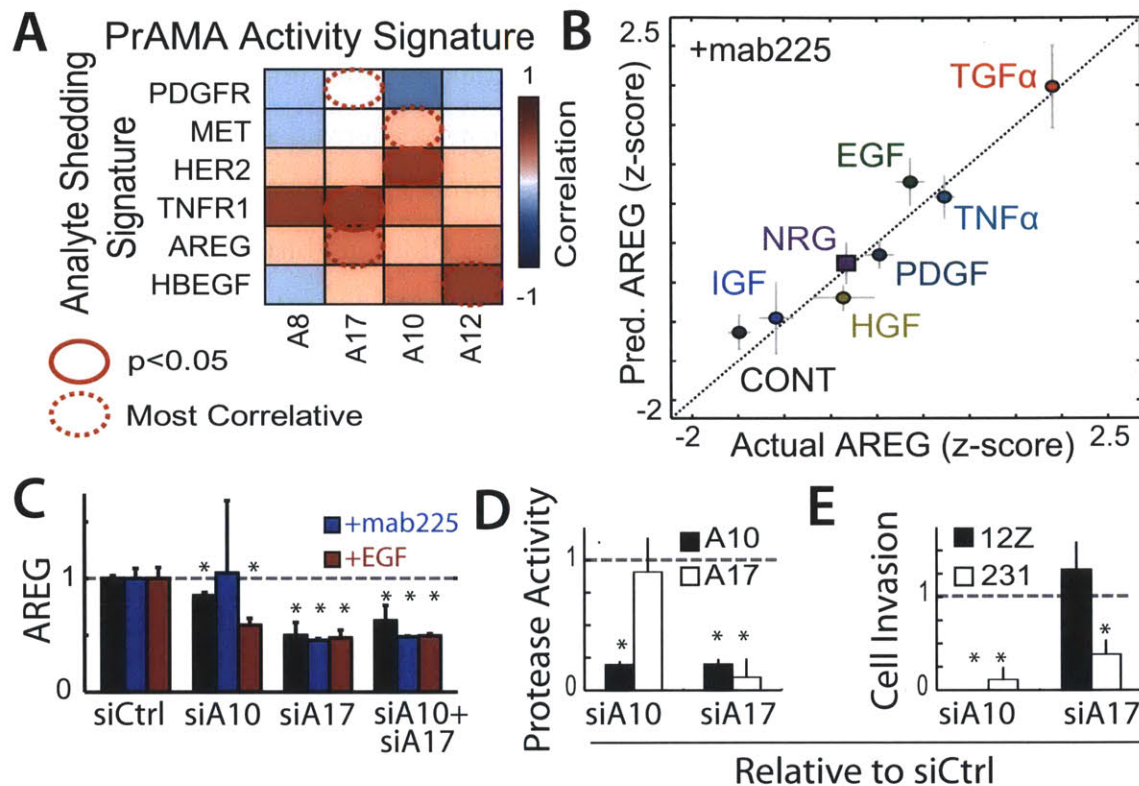 A
PrAMA Activity Signature
Analyte Shedding
Signature
PDGFR
MET
HER2
TNFR1
AREG
HBEGF
A8
A17
A10
A12
1
-1
Correlation
p<0.05
Most Correlative
B
+mab225
2.5
Pred. AREG (z-score)
-2
TGFα
EGF
TNFα
NRG
PDGF
IGF
HGF
CONT
-2
Actual AREG (z-score)
2.5
C
AREG
1
0
+mab225
+EGF
* * * * * * * *
siCtrl
siA10
siA17
siA10+
siA17
D
Protease Activity
1
0
A10
A17
* * *
siA10
siA17
E
Cell Invasion
1
0
12Z
231
* * *
siA10
siA17
Relative to siCtrl